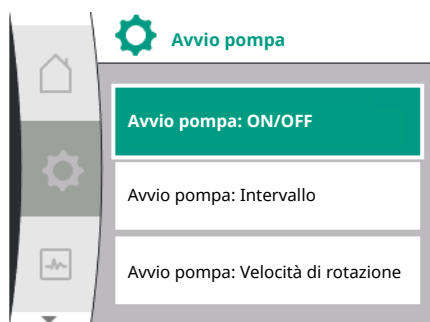 Avvio pompa
Avvio pompa: ON/OFF
Avvio pompa: Intervallo
Avvio pompa: Velocità di rotazione